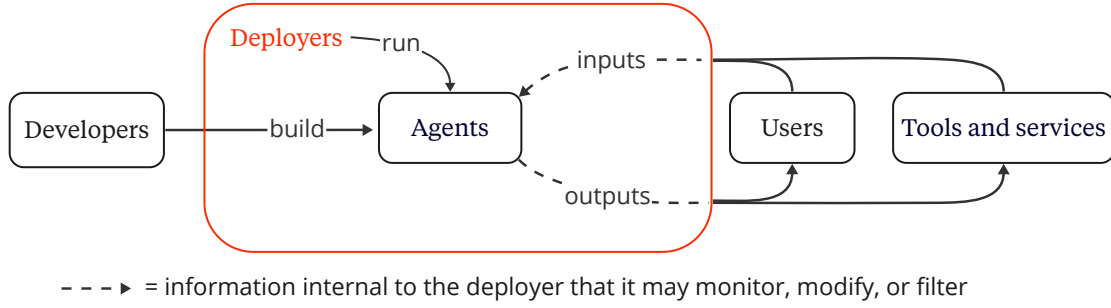 Deployers
run
inputs
Developers
build
Agents
Users
Tools and services
outputs
= information internal to the deployer that it may monitor, modify, or filter